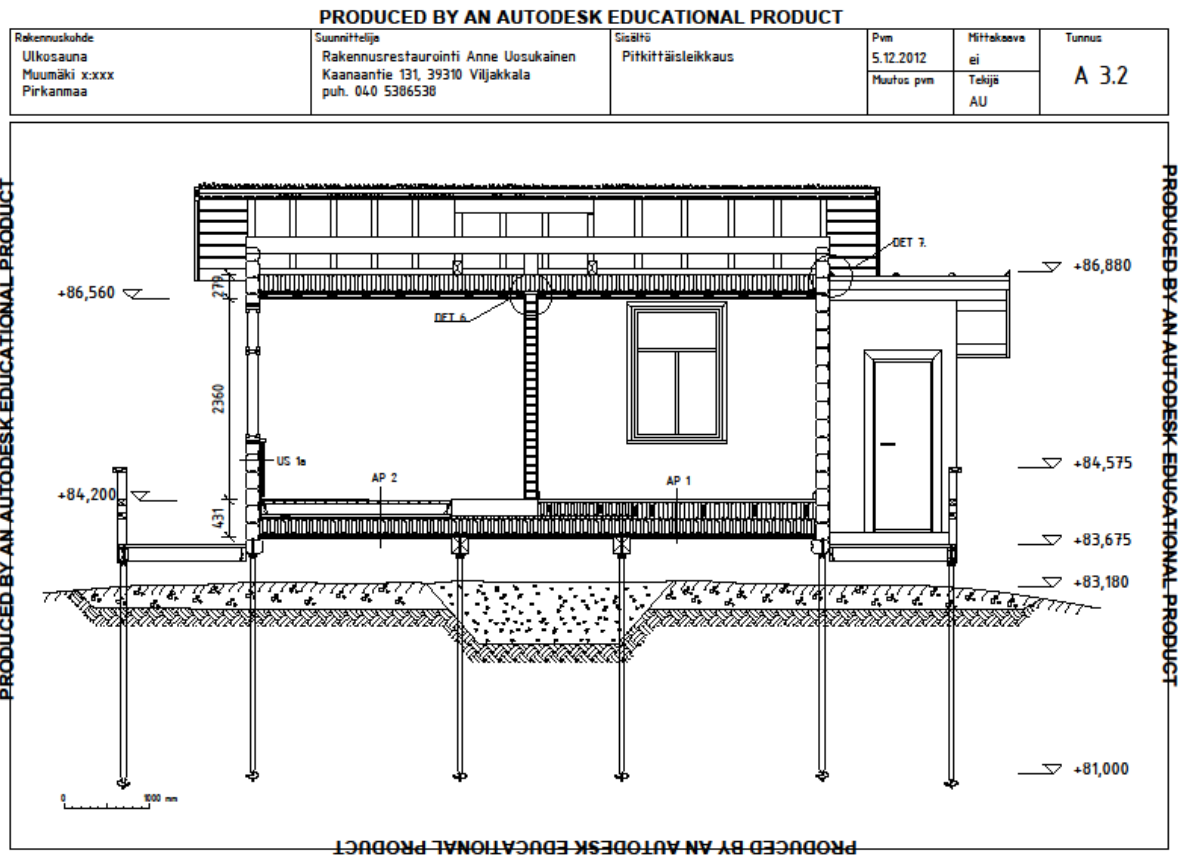 PRODUCED BY AN AUTODESK EDUCATIONAL PRODUCT
Rakennuskohde
Ulkosauna
Muumäki x:xxx
Pirkanmaa
Suunnittelija
Rakennusrestaurointi Anne Uosukainen
Kaanaantie 131, 39310 Viljakkala
puh. 040 5386538
Sisältö
Pitkittäisleikkaus
Pvm
5.12.2012
Muutos pvm
Mittakaava
ei
Tekijä
AU
Tunnus
A 3.2
PRODUCED BY AN AUTODESK EDUCATIONAL PRODUCT
PRODUCED BY AN AUTODESK EDUCATIONAL PRODUCT
DET 7.
+86,880
279
+86,560
DET 6
2360
US 1a
+84,575
AP 2
AP 1
+84,200
431
+83,675
+83,180
+81,000
0 1000 mm
PRODUCED BY AN AUTODESK EDUCATIONAL PRODUCT